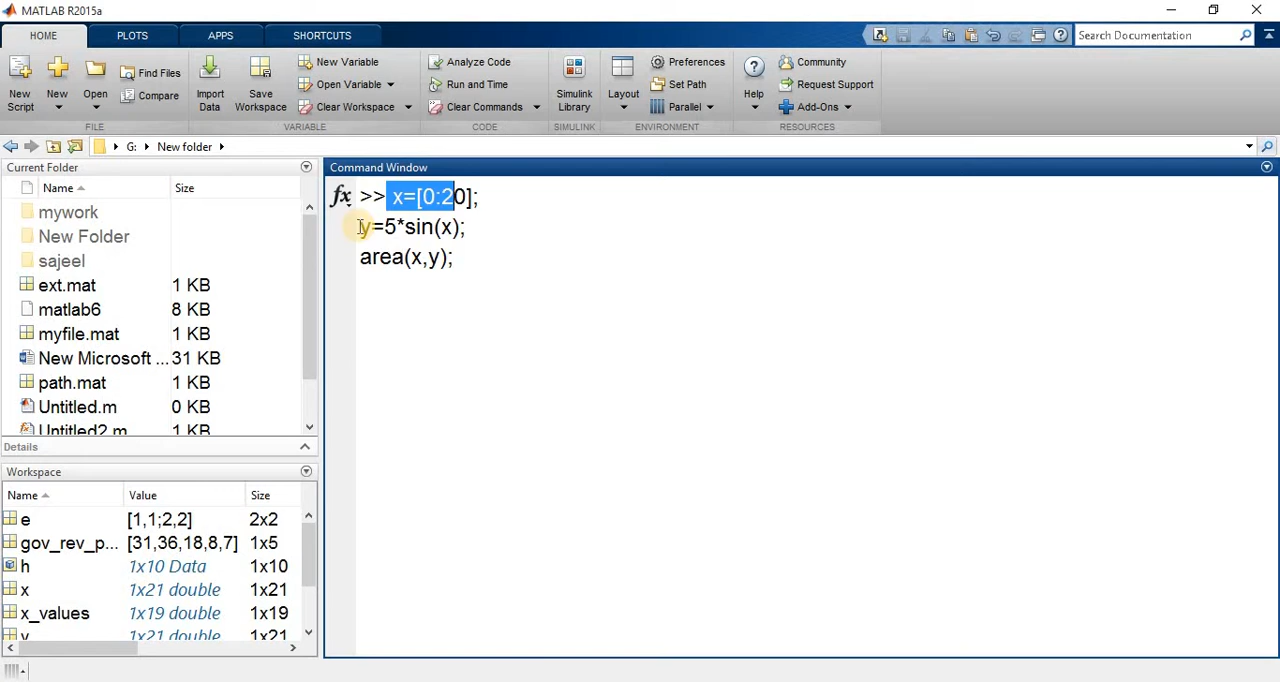 MATLAB R2015a
HOME PLOTS APPS SHORTCUTS Search Documentation
New Script New Open Find Files Compare Import Data Save Workspace New Variable Open Variable Clear Workspace Analyze Code Run and Time Clear Commands Simulink Library Layout Preferences Set Path Parallel Help Community Request Support Add-Ons
FILE VARIABLE CODE SIMULINK ENVIRONMENT RESOURCES
G: New folder
Current Folder
Name Size
mywork
New Folder
sajeel
ext.mat 1 KB
matlab6 8 KB
myfile.mat 1 KB
New Microsoft ... 31 KB
path.mat 1 KB
Untitled.m 0 KB
Untitled2.m 1 KB
Details
Workspace
Name Value Size
e [1,1;2,2] 2x2
gov_rev_p... [31,36,18,8,7] 1x5
h 1x10 Data 1x10
x 1x21 double 1x21
x_values 1x19 double 1x19
y 1x21 double 1x21
Command Window
fx >> x=[0:20];
y=5*sin(x);
area(x,y);